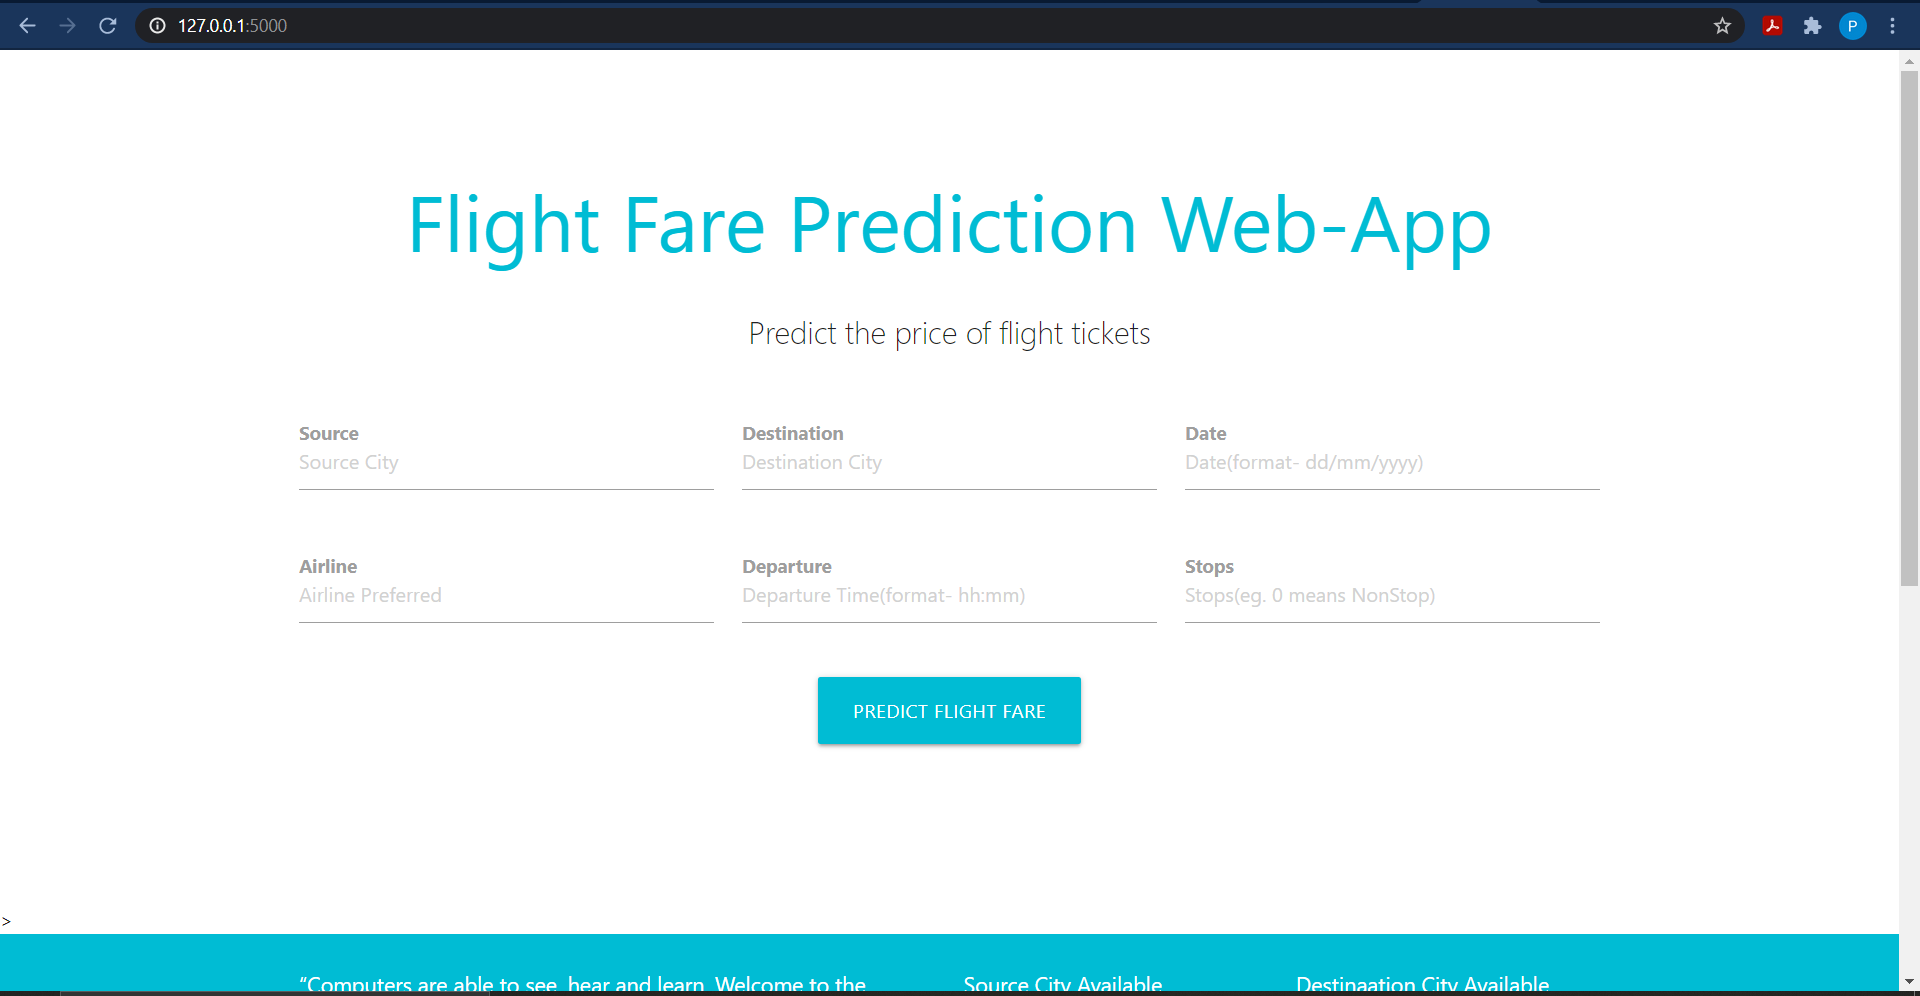 127.0.0.1:5000
P
Flight Fare Prediction Web-App
Predict the price of flight tickets
Source
Destination
Date
Source City
Destination City
Date(format- dd/mm/yyyy)
Airline
Departure
Stops
Airline Preferred
Departure Time(format- hh:mm)
Stops(eg. 0 means NonStop)
PREDICT FLIGHT FARE
>
“Computers are able to see, hear and learn. Welcome to the
Source City Available
Destinaation City Available